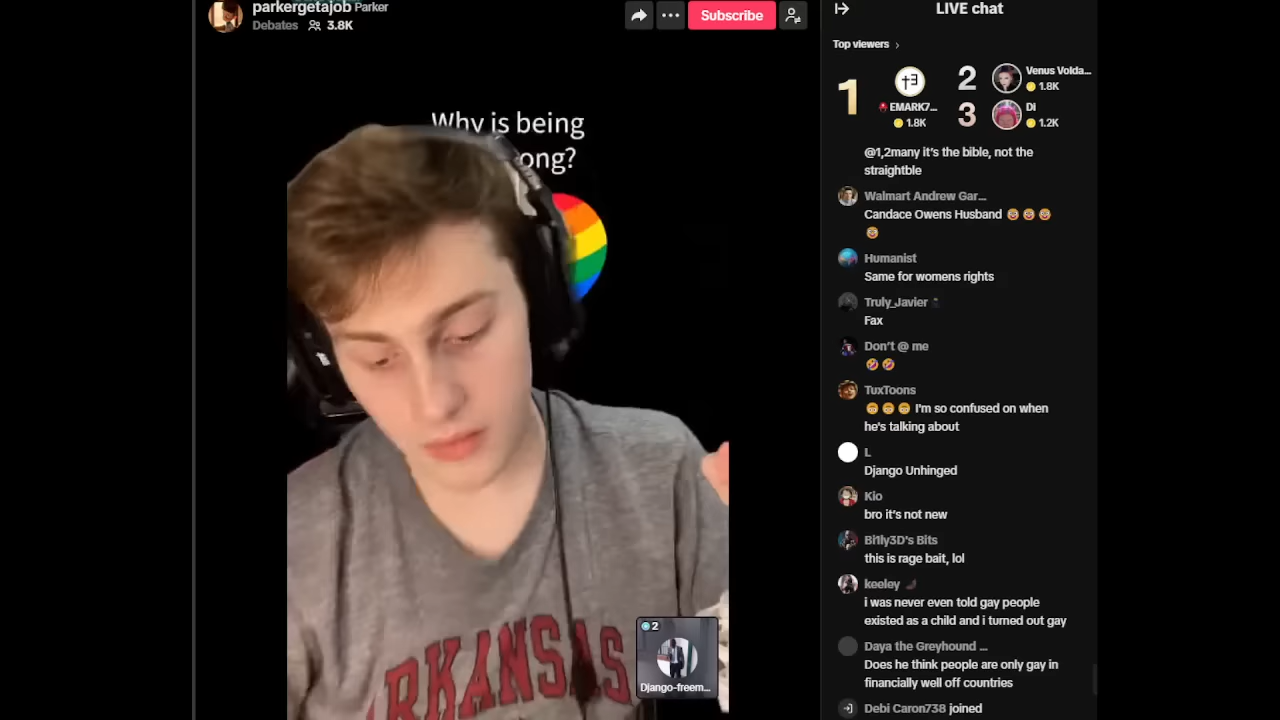 parkergetajob Parker
Debates 3.8K
Subscribe
LIVE chat
Top viewers
1
EMARK7...
1.8K
2
Venus Volda...
1.8K
3
DI
1.2K
Why is being
ong?
@1,2many it's the bible, not the
straightble
Walmart Andrew Gar...
Candace Owens Husband
Humanist
Same for womens rights
Truly_Javier
Fax
Don't @ me
TuxToons
I'm so confused on when
he's talking about
L
Django Unhinged
Kio
bro it's not new
Bi1ly3D's Bits
this is rage bait, lol
keeley
i was never even told gay people
existed as a child and i turned out gay
Daya the Greyhound ...
Does he think people are only gay in
financially well off countries
Debi Caron738 joined
ARKANSAS
2
Django-freem...